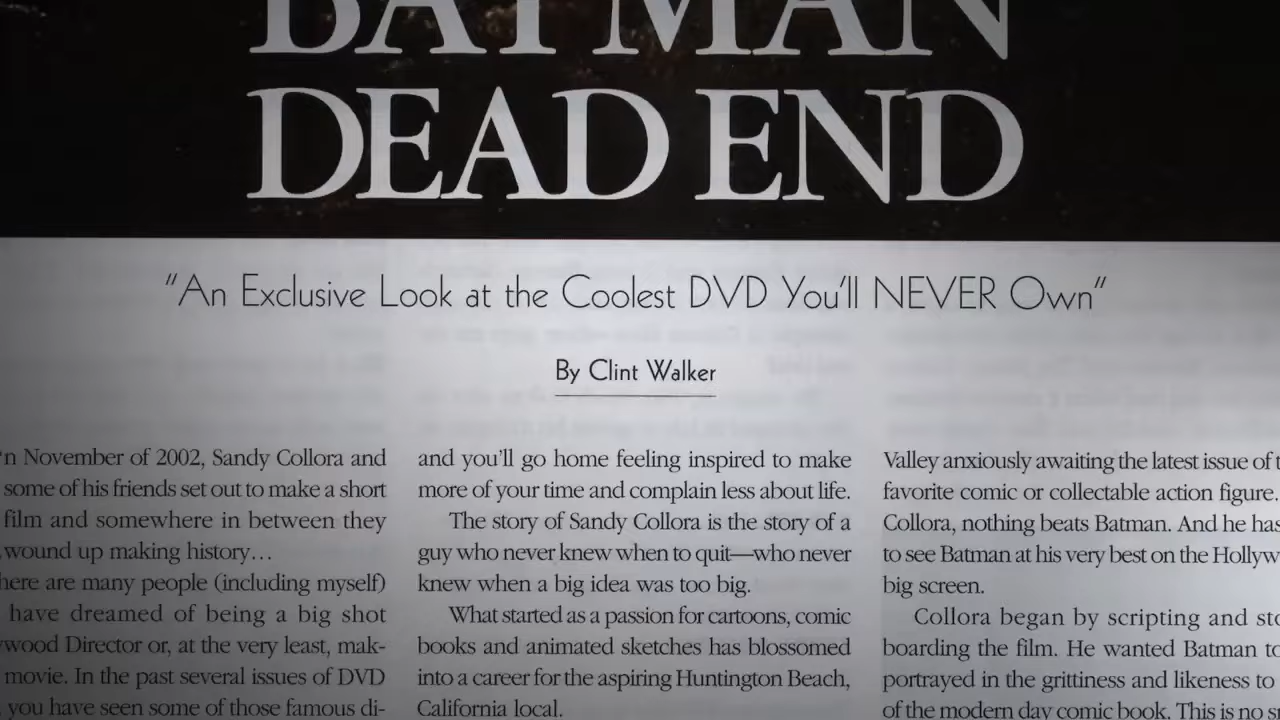 BATMAN
DEAD END
"An Exclusive Look at the Coolest DVD You'll NEVER Own"
By Clint Walker
'n November of 2002, Sandy Collora and
some of his friends set out to make a short
film and somewhere in between they
wound up making history…
here are many people (including myself)
have dreamed of being a big shot
ywood Director or, at the very least, mak-
movie. In the past several issues of DVD
you have seen some of those famous di-
and you'll go home feeling inspired to make
more of your time and complain less about life.
The story of Sandy Collora is the story of a
guy who never knew when to quit—who never
knew when a big idea was too big.
What started as a passion for cartoons, comic
books and animated sketches has blossomed
into a career for the aspiring Huntington Beach,
California local.
Valley anxiously awaiting the latest issue of t
favorite comic or collectable action figure.
Collora, nothing beats Batman. And he has
to see Batman at his very best on the Hollyw
big screen.
Collora began by scripting and sto
boarding the film. He wanted Batman to
portrayed in the grittiness and likeness to
of the modern day comic book. This is no s